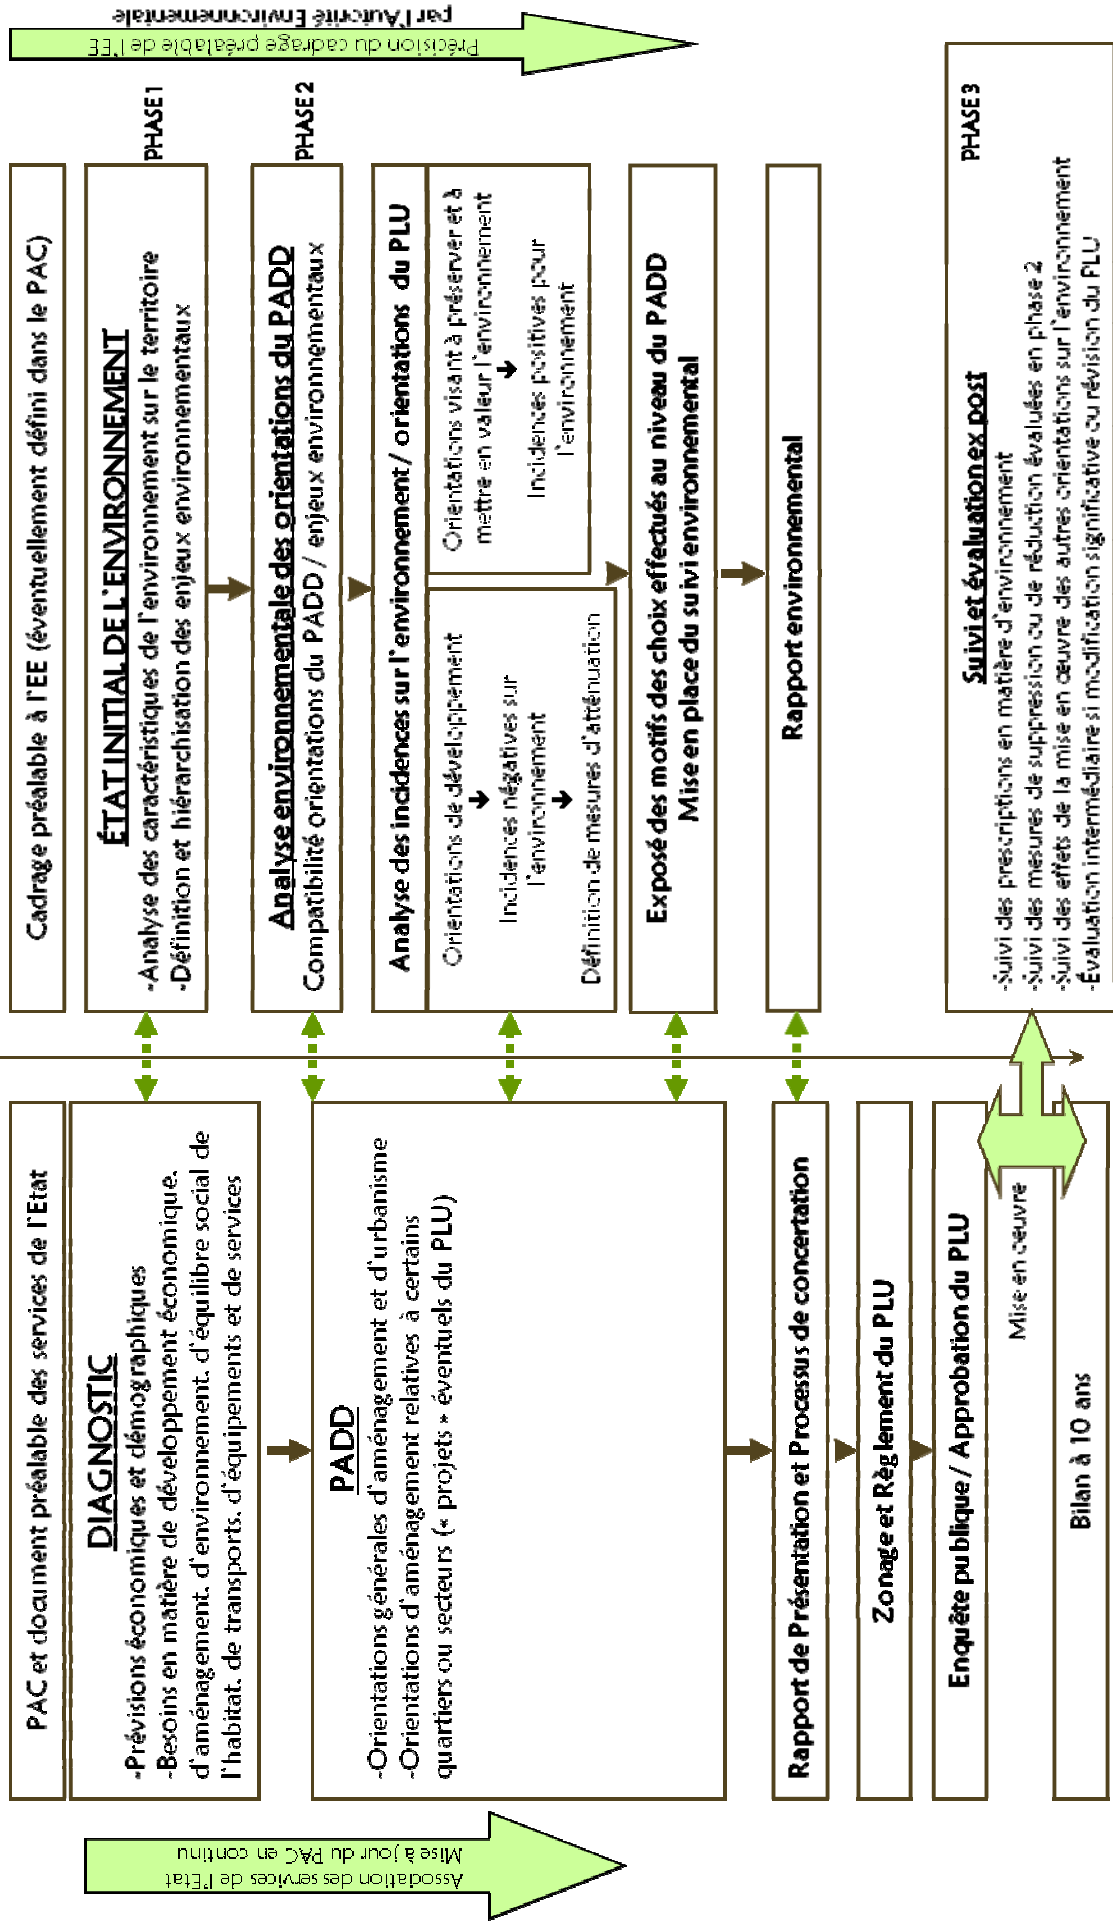 PAC et document préalable des services de l'Etat
DIAGNOSTIC
-Prévisions économiques et démographiques
-Besoins en matière de développement économique,
d'aménagement, d'environnement, d'équilibre social de
l'habitat, de transports, d'équipements et de services
PADD
-Orientations générales d'aménagement et d'urbanisme
-Orientations d'aménagement relatives à certains
quartiers ou secteurs (« projets » éventuels du PLU)
Rapport de Présentation et Processus de concertation
Zonage et Règlement du PLU
Enquête publique / Approbation du PLU
Mise en oeuvre
Bilan à 10 ans
Association des services de l'Etat
Mise à jour du PAC en continu
Cadrage préalable à l'EE (éventuellement défini dans le PAC)
ÉTAT INITIAL DE L'ENVIRONNEMENT
-Analyse des caractéristiques de l'environnement sur le territoire
-Définition et hiérarchisation des enjeux environnementaux
PHASE 1
Analyse environnementale des orientations du PADD
Compatibilité orientations du PADD / enjeux environnementaux
PHASE 2
Analyse des incidences sur l'environnement / orientations du PLU
Orientations de développement
Incidences négatives sur
l'environnement
Définition de mesures d'atténuation
Orientations visant à préserver et à
mettre en valeur l'environnement
Incidences positives pour
l'environnement
Exposé des motifs des choix effectués au niveau du PADD
Mise en place du suivi environnemental
Rapport environnemental
PHASE 3
Suivi et évaluation ex post
-Suivi des prescriptions en matière d'environnement
-Suivi des mesures de suppression ou de réduction évaluées en phase 2
-Suivi des effets de la mise en œuvre des autres orientations sur l'environnement
-Évaluation intermédiaire si modification significative ou révision du PLU
Précision du cadrage préalable de l'EE
par l'Autorité Environnementale